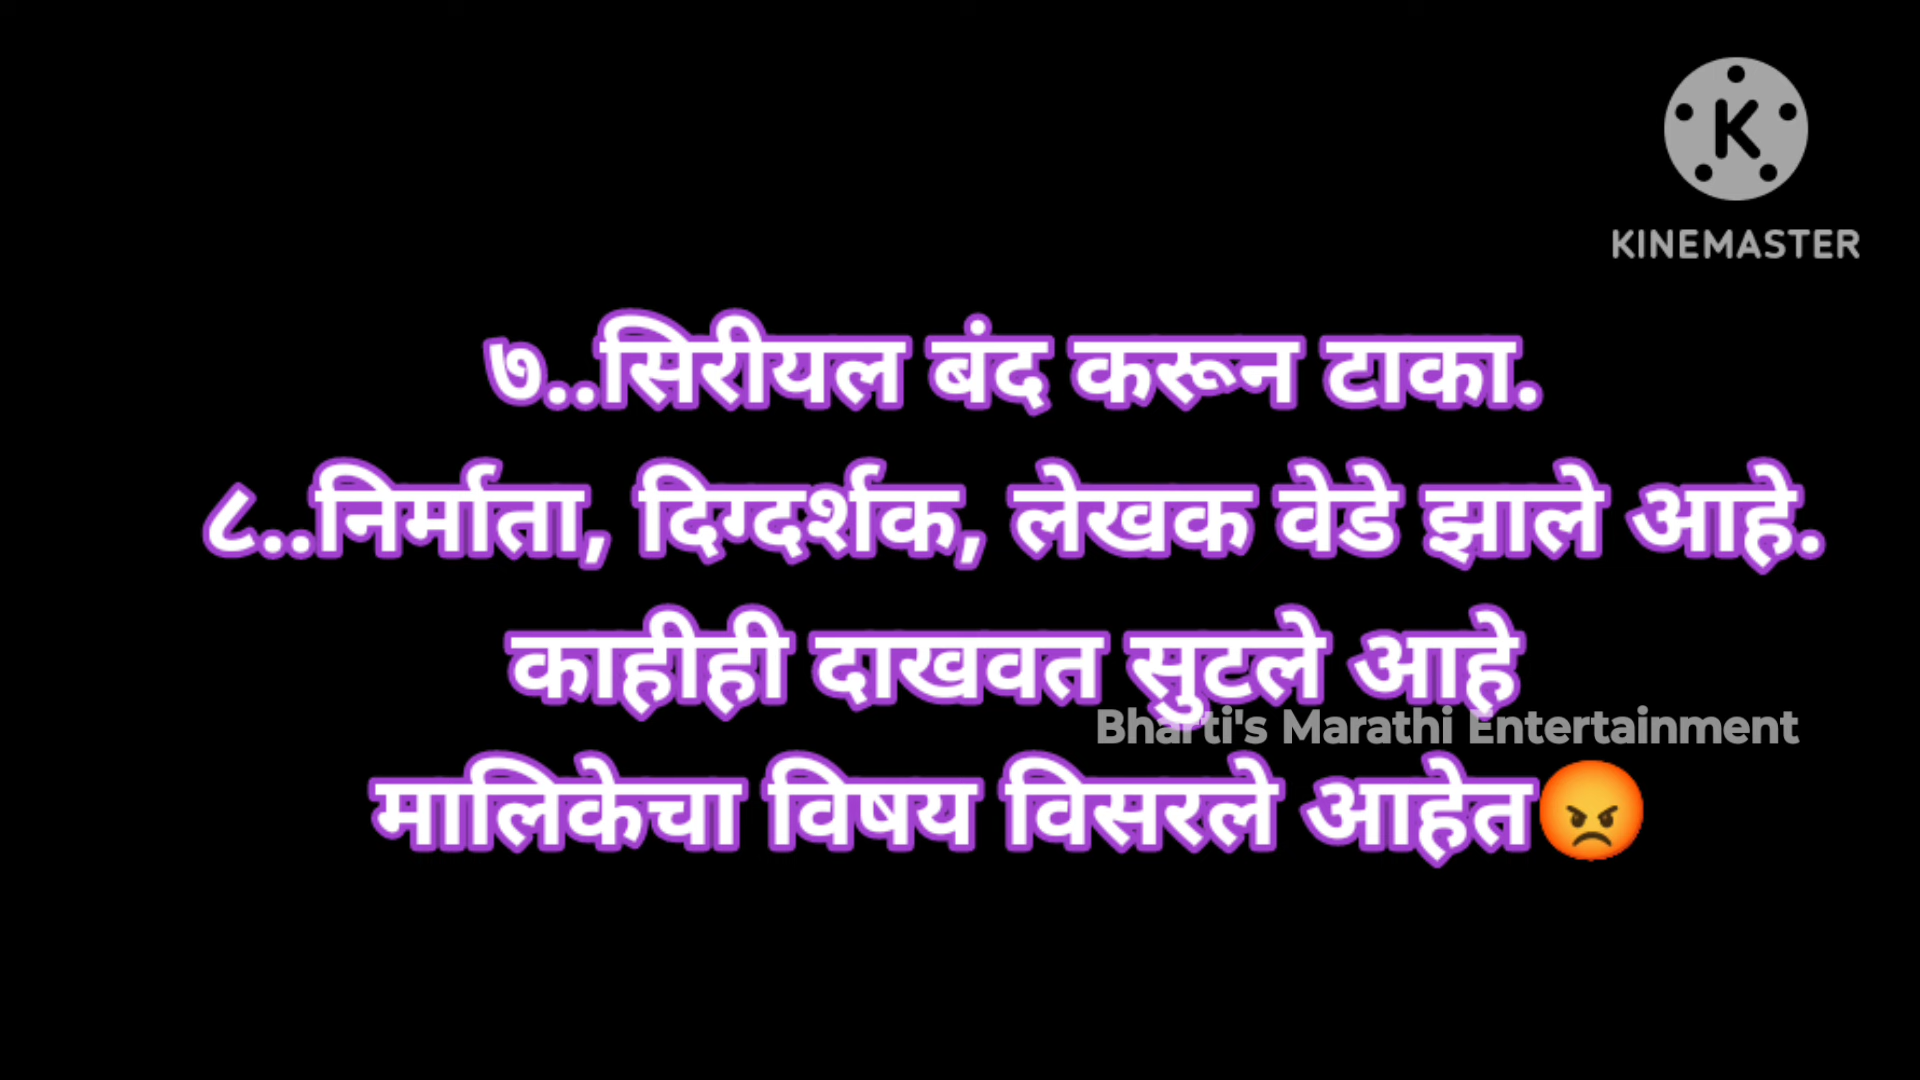 K
KINEMASTER
७..सिरीयल बंद करून टाका.
८..निर्माता, दिग्दर्शक, लेखक वेडे झाले आहे.
काहीही दाखवत सुटले आहे
Bharti's Marathi Entertainment
मालिकेचा विषय विसरले आहेत😡